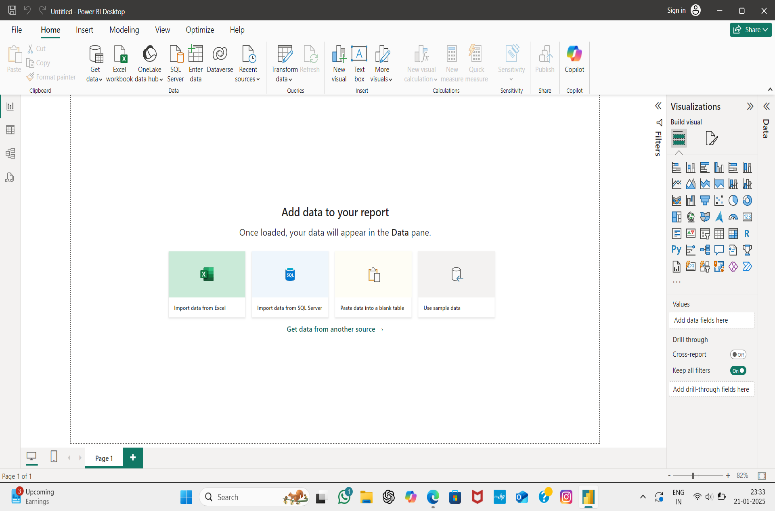 Untitled - Power BI Desktop
Sign in
File Home Insert Modeling View Optimize Help
Share
Paste
Cut
Copy
Format painter
Get data
Excel workbook
OneLake data hub
SQL Server
Enter data
Dataverse
Recent sources
Transform data
Refresh
New visual
Text box
More visuals
New visual calculation
New measure
Quick measure
Sensitivity
Publish
Copilot
Clipboard
Data
Queries
Insert
Calculations
Sensitivity
Share
Copilot
Add data to your report
Once loaded, your data will appear in the Data pane.
SQL
Import data from Excel
Import data from SQL Server
Paste data into a blank table
Use sample data
Get data from another source →
Filters
Visualizations
Build visual
R
Py
...
Values
Add data fields here
Drill through
Cross-report
Off
Keep all filters
On
Add drill-through fields here
Data
Page 1
+
Page 1 of 1
- + 82%
Upcoming
Earnings
Search
ENG
IN
23:33
21-01-2025